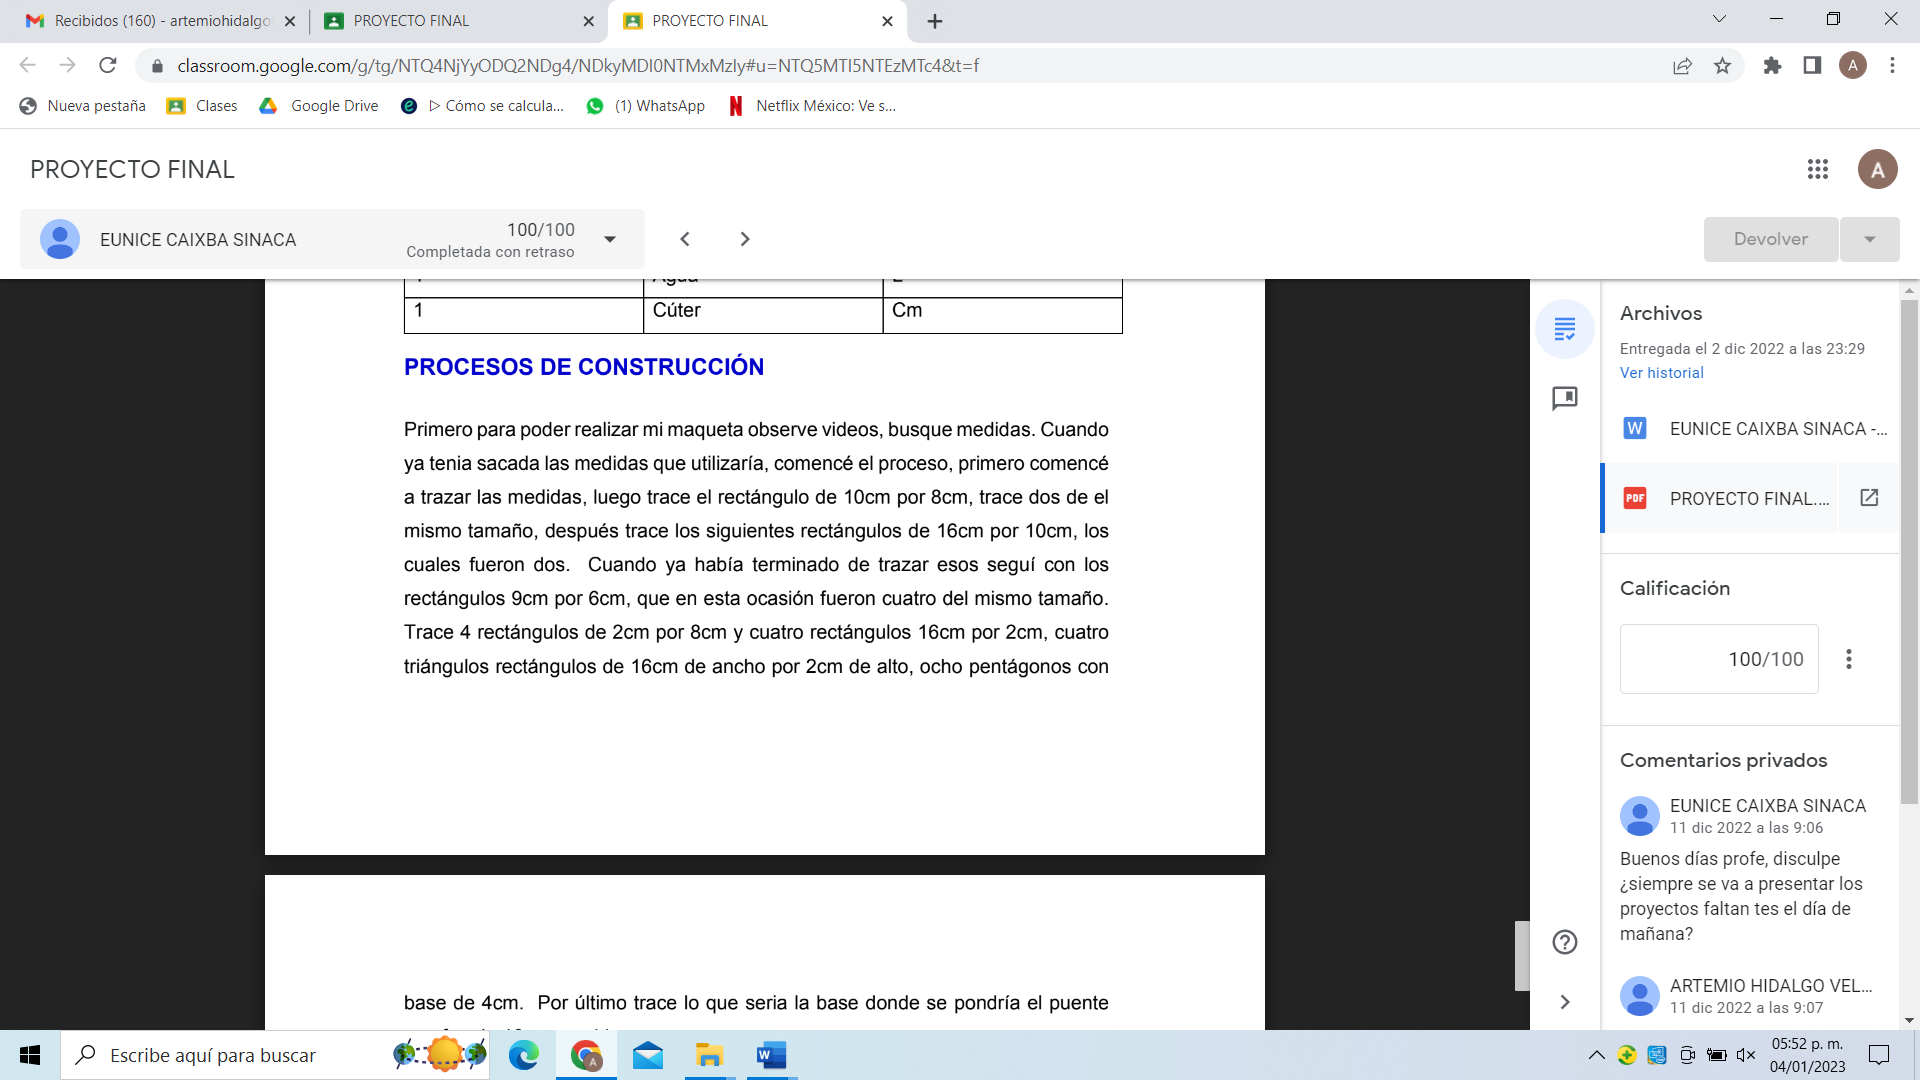 Recibidos (160) - artemiohidalgo
PROYECTO FINAL
PROYECTO FINAL
classroom.google.com/g/tg/NTQ4NjYyODQ2NDg4/NDkyMDI0NTMxMzIy#u=NTQ5MTI5NTEzMTc4&t=f
A
Nueva pestaña
Clases
Google Drive
▷ Cómo se calcula...
(1) WhatsApp
Netflix México: Ve s...
PROYECTO FINAL
A
EUNICE CAIXBA SINACA
100/100
Completada con retraso
Devolver
1 Cúter Cm
PROCESOS DE CONSTRUCCIÓN
Primero para poder realizar mi maqueta observe videos, busque medidas. Cuando
ya tenia sacada las medidas que utilizaría, comencé el proceso, primero comencé
a trazar las medidas, luego trace el rectángulo de 10cm por 8cm, trace dos de el
mismo tamaño, después trace los siguientes rectángulos de 16cm por 10cm, los
cuales fueron dos. Cuando ya había terminado de trazar esos seguí con los
rectángulos 9cm por 6cm, que en esta ocasión fueron cuatro del mismo tamaño.
Trace 4 rectángulos de 2cm por 8cm y cuatro rectángulos 16cm por 2cm, cuatro
triángulos rectángulos de 16cm de ancho por 2cm de alto, ocho pentágonos con
base de 4cm. Por último trace lo que seria la base donde se pondría el puente
Archivos
Entregada el 2 dic 2022 a las 23:29
Ver historial
W
EUNICE CAIXBA SINACA -...
PDF
PROYECTO FINAL....
Calificación
100/100
Comentarios privados
EUNICE CAIXBA SINACA
11 dic 2022 a las 9:06
Buenos días profe, disculpe
¿siempre se va a presentar los
proyectos faltan tes el día de
mañana?
ARTEMIO HIDALGO VEL...
11 dic 2022 a las 9:07
Escribe aquí para buscar
A
W
05:52 p. m.
04/01/2023